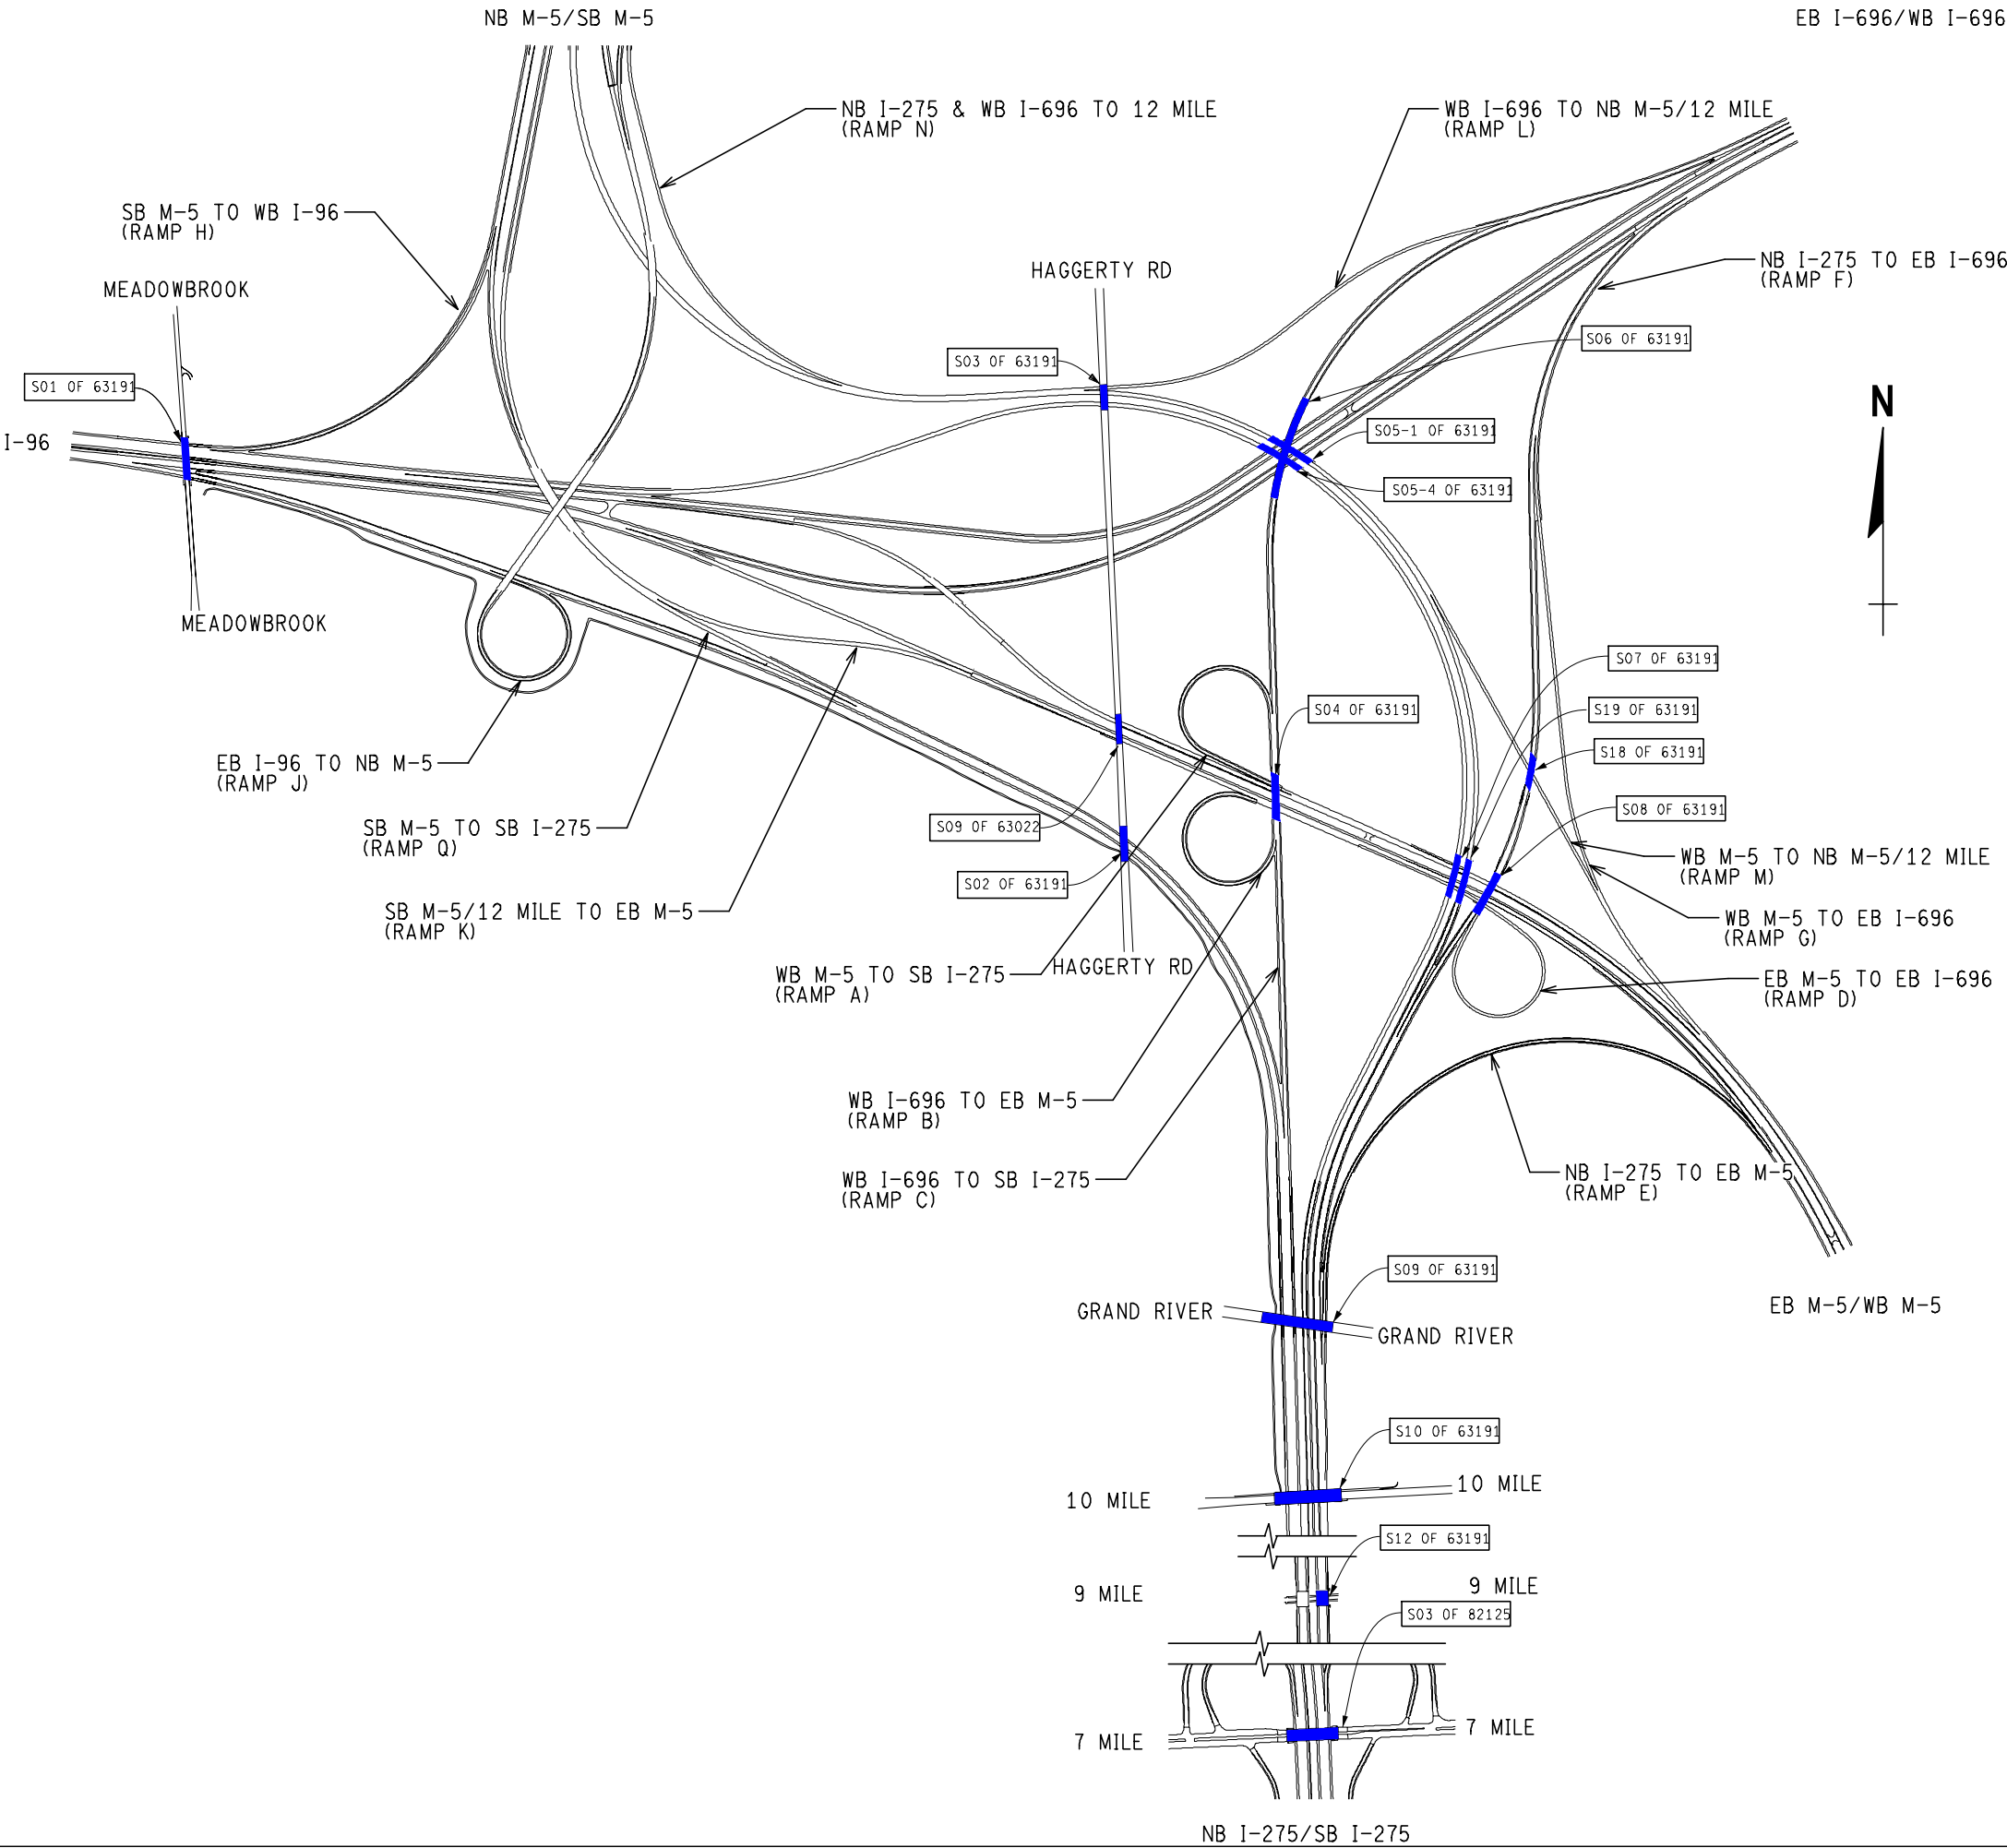 NB M-5/SB M-5
EB I-696/WB I-696
NB I-275 & WB I-696 TO 12 MILE
(RAMP N)
WB I-696 TO NB M-5/12 MILE
(RAMP L)
SB M-5 TO WB I-96
(RAMP H)
NB I-275 TO EB I-696
(RAMP F)
HAGGERTY RD
MEADOWBROOK
S06 OF 63191
S03 OF 63191
S01 OF 63191
N
I-96
S05-1 OF 63191
S05-4 OF 63191
MEADOWBROOK
S07 OF 63191
S04 OF 63191
S19 OF 63191
S18 OF 63191
EB I-96 TO NB M-5
(RAMP J)
S08 OF 63191
SB M-5 TO SB I-275
(RAMP Q)
S09 OF 63022
WB M-5 TO NB M-5/12 MILE
(RAMP M)
S02 OF 63191
SB M-5/12 MILE TO EB M-5
(RAMP K)
WB M-5 TO EB I-696
(RAMP G)
WB M-5 TO SB I-275
(RAMP A)
HAGGERTY RD
EB M-5 TO EB I-696
(RAMP D)
WB I-696 TO EB M-5
(RAMP B)
WB I-696 TO SB I-275
(RAMP C)
NB I-275 TO EB M-5
(RAMP E)
S09 OF 63191
GRAND RIVER
GRAND RIVER
EB M-5/WB M-5
S10 OF 63191
10 MILE
10 MILE
S12 OF 63191
9 MILE
9 MILE
S03 OF 82125
7 MILE
7 MILE
NB I-275/SB I-275